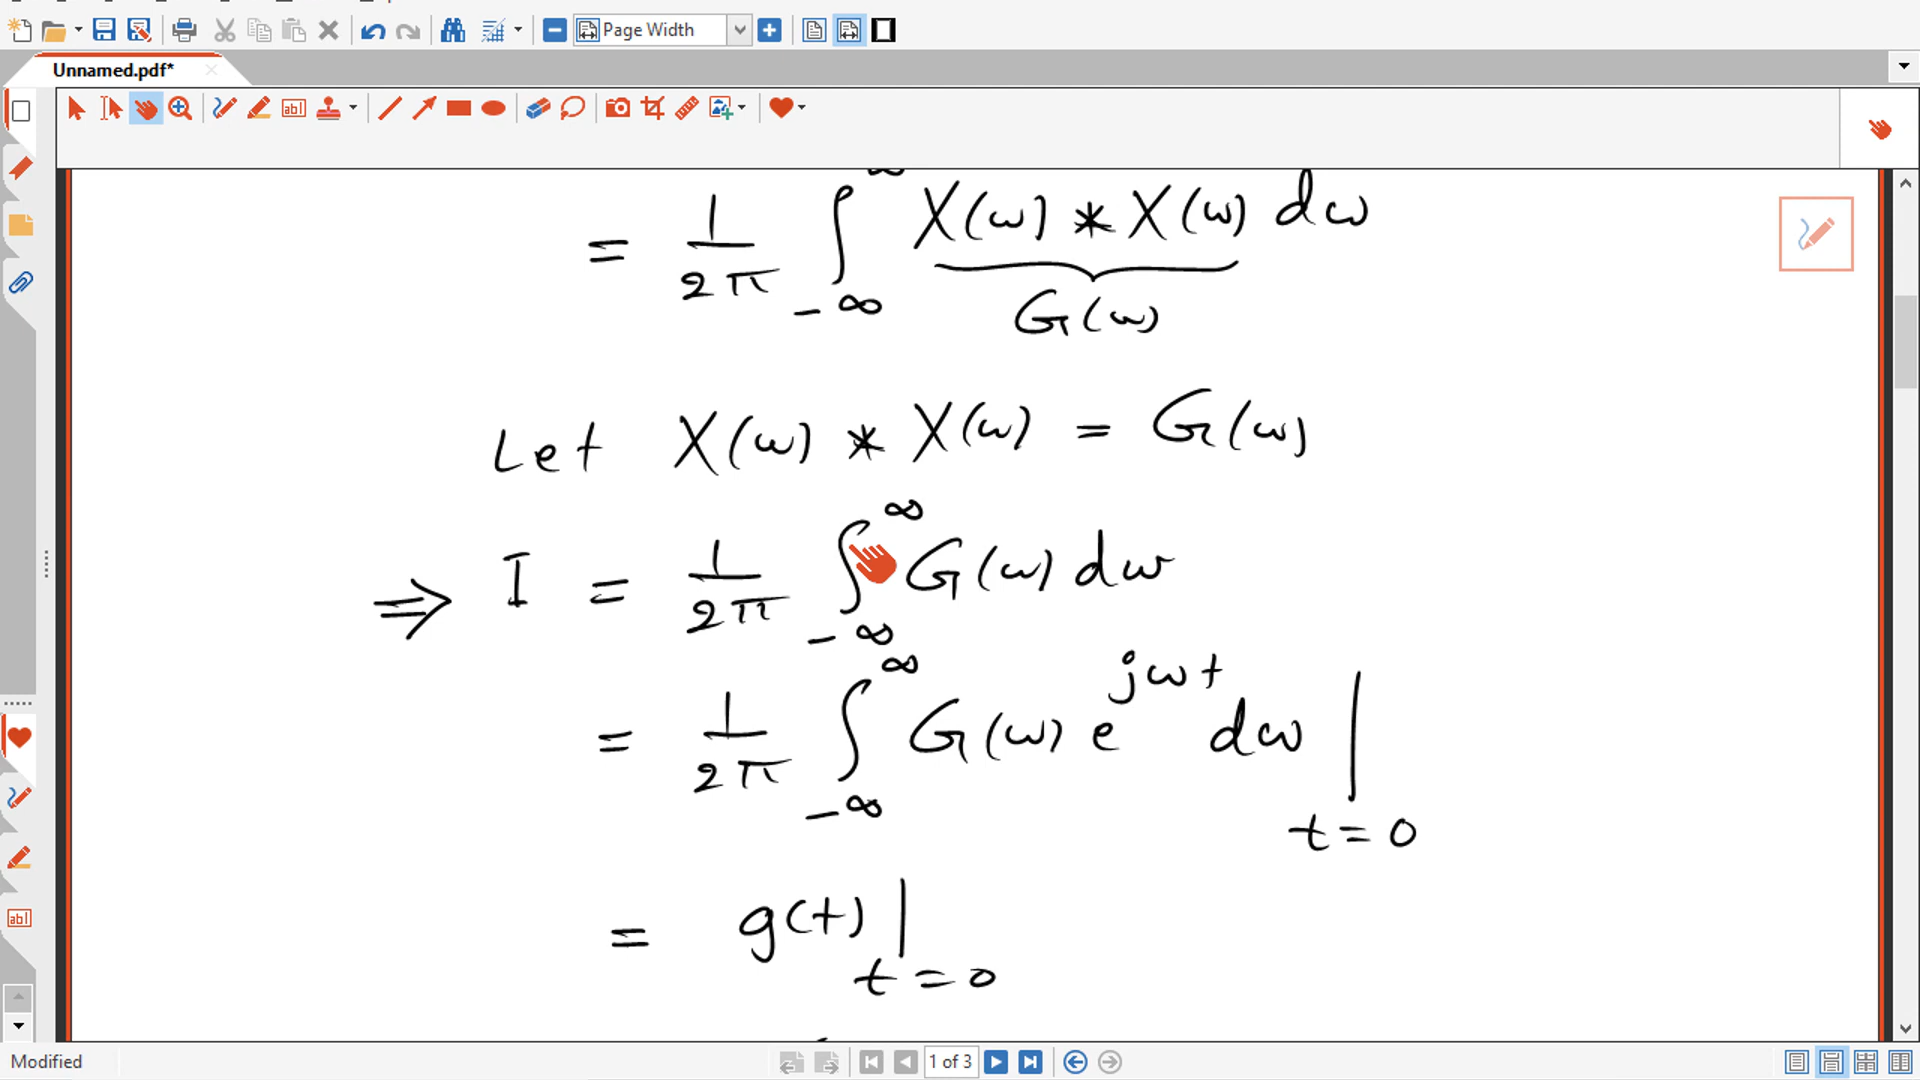 Page Width
Unnamed.pdf*
= 1/2π ∫_{-∞}^{∞} X(ω) * X(ω) dω
G(ω)
Let X(ω) * X(ω) = G(ω)
⇒ I = 1/2π ∫_{-∞}^{∞} G(ω) dω
= 1/2π ∫_{-∞}^{∞} G(ω) e^{jωt} dω |_{t=0}
= g(t) |_{t=0}
Modified
1 of 3